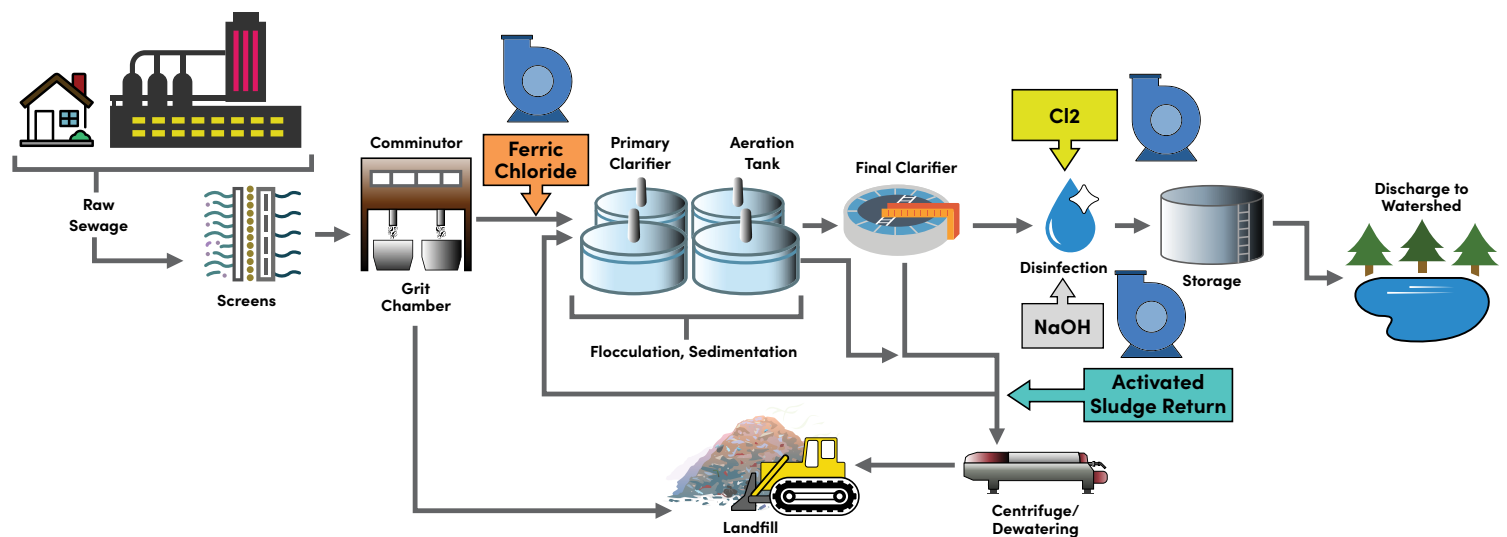 Raw
Sewage
Screens
Comminutor
Grit
Chamber
Ferric
Chloride
Primary
Clarifier
Aeration
Tank
Flocculation, Sedimentation
Final Clarifier
Cl2
Disinfection
NaOH
Storage
Discharge to
Watershed
Activated
Sludge Return
Centrifuge/
Dewatering
Landfill